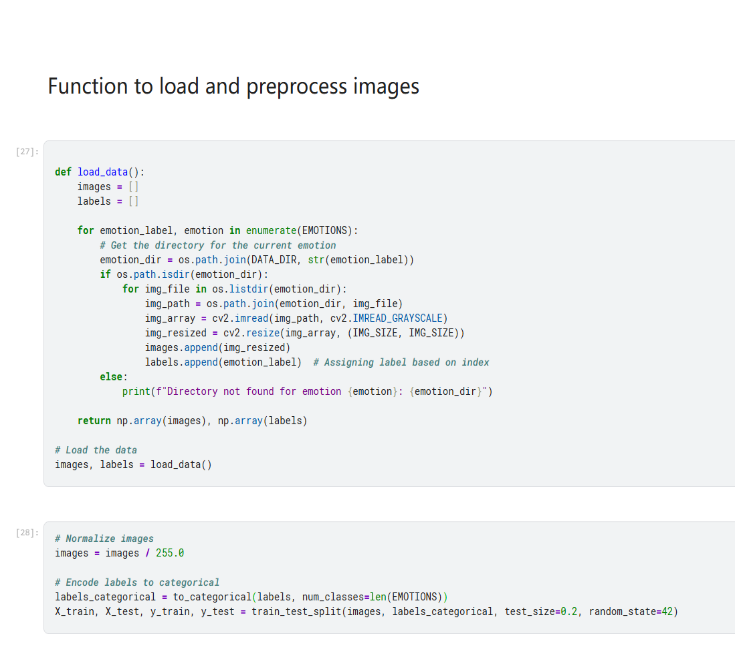 Function to load and preprocess images
[27]:
def load_data():
    images = []
    labels = []
    for emotion_label, emotion in enumerate(EMOTIONS):
        # Get the directory for the current emotion
        emotion_dir = os.path.join(DATA_DIR, str(emotion_label))
        if os.path.isdir(emotion_dir):
            for img_file in os.listdir(emotion_dir):
                img_path = os.path.join(emotion_dir, img_file)
                img_array = cv2.imread(img_path, cv2.IMREAD_GRAYSCALE)
                img_resized = cv2.resize(img_array, (IMG_SIZE, IMG_SIZE))
                images.append(img_resized)
                labels.append(emotion_label)  # Assigning label based on index
        else:
            print(f"Directory not found for emotion {emotion}: {emotion_dir}")
    return np.array(images), np.array(labels)
# Load the data
images, labels = load_data()
[28]:
# Normalize images
images = images / 255.0
# Encode labels to categorical
labels_categorical = to_categorical(labels, num_classes=len(EMOTIONS))
X_train, X_test, y_train, y_test = train_test_split(images, labels_categorical, test_size=0.2, random_state=42)